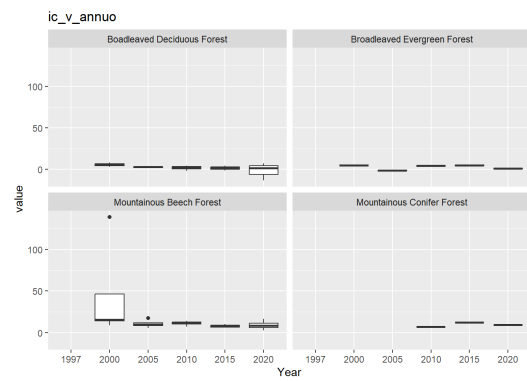 ic_v_annuo
Boadleaved Deciduous Forest
Broadleaved Evergreen Forest
100
50
0
Mountainous Beech Forest
Mountainous Conifer Forest
100
50
0
value
1997 2000 2005 2010 2015 2020
1997 2000 2005 2010 2015 2020
Year